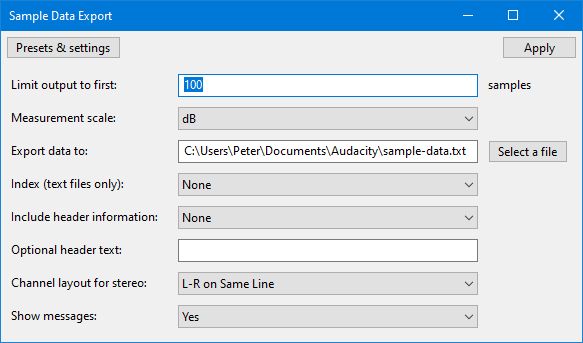 Sample Data Export
Presets & settings Apply
Limit output to first: 100 samples
Measurement scale: dB
Export data to: C:\Users\Peter\Documents\Audacity\sample-data.txt Select a file
Index (text files only): None
Include header information: None
Optional header text:
Channel layout for stereo: L-R on Same Line
Show messages: Yes